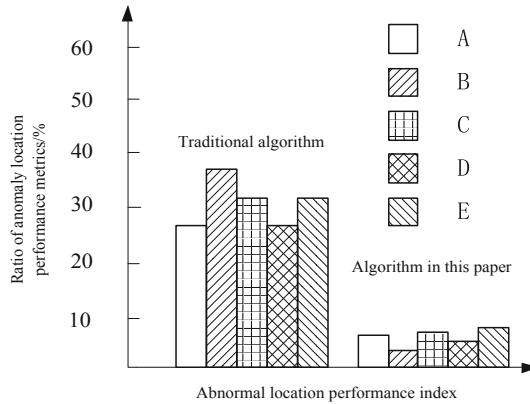 60
50
40
30
20
10
Ratio of anomaly location
performance metrics/%
Traditional algorithm
Algorithm in this paper
A
B
C
D
E
Abnormal location performance index